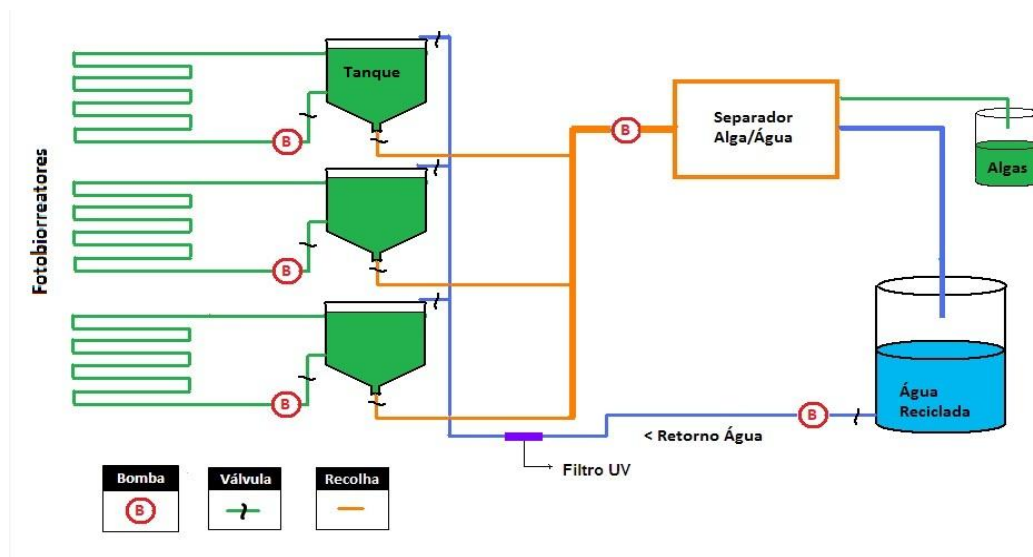 Fotobiorreatores
Tanque
B
B
B
B
Separador
Alga/Água
Algas
Água
Reciclada
B
< Retorno Água
Filtro UV
Bomba
B
Válvula
Recolha